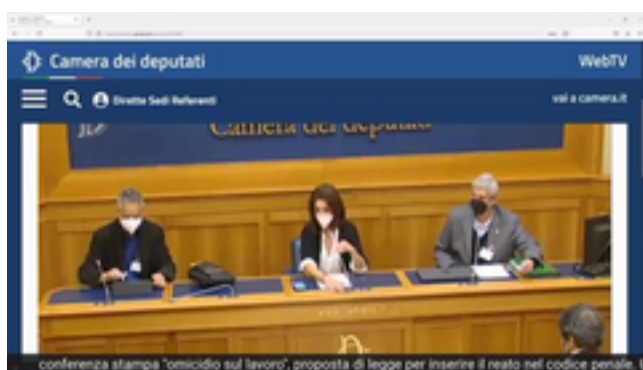 Camera dei deputati
WebTV
Dirette Sedi Referenti
vai a camera.it
Camera dei deputati
conferenza stampa "omicidio sul lavoro", proposta di legge per inserire il reato nel codice penale.